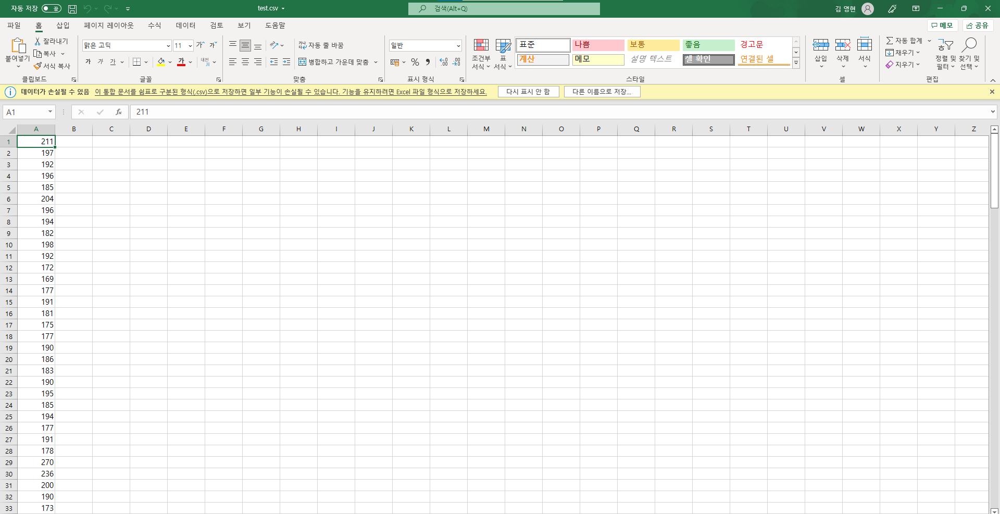 자동 저장 끔 test.csv 검색(Alt+Q) 김 영현
파일 홈 삽입 페이지 레이아웃 수식 데이터 검토 보기 도움말 메모 공유
붙여넣기
잘라내기
복사
서식 복사
클립보드
맑은 고딕 11 가 가
가 가 가 가 내천 川
글꼴
자동 줄 바꿈
병합하고 가운데 맞춤
맞춤
일반
% , .00
표시 형식
조건부 서식
표 서식
표준 나쁨 보통 좋음 경고문
계산 메모 설명 텍스트 셀 확인 연결된 셀
스타일
삽입 삭제 서식
셀
자동 합계
채우기
지우기
정렬 및 필터
찾기 및 선택
편집
데이터가 손실될 수 있음 이 통합 문서를 쉼표로 구분된 형식(.csv)으로 저장하면 일부 기능이 손실될 수 있습니다. 기능을 유지하려면 Excel 파일 형식으로 저장하세요. 다시 표시 안 함 다른 이름으로 저장...
A1 fx 211
A B C D E F G H I J K L M N O P Q R S T U V W X Y Z
1 211
2 197
3 192
4 196
5 185
6 204
7 196
8 194
9 182
10 198
11 192
12 172
13 169
14 177
15 191
16 181
17 175
18 177
19 190
20 186
21 183
22 190
23 195
24 185
25 194
26 177
27 191
28 178
29 270
30 236
31 200
32 190
33 173